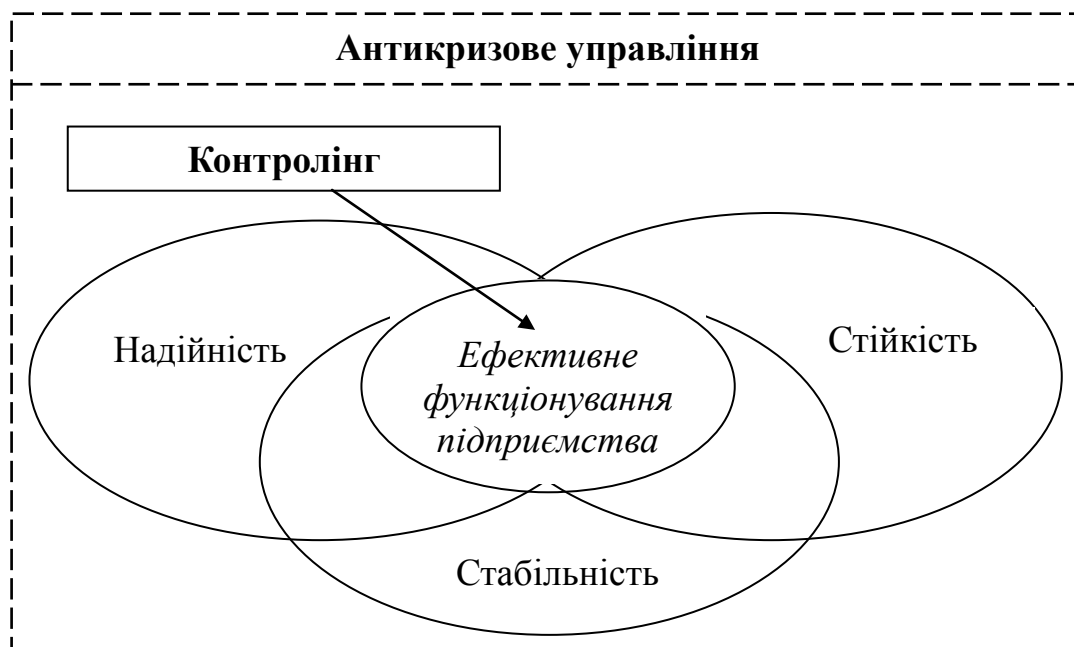 Антикризове управління
Контролінг
Надійність
Стійкість
Ефективне
функціонування
підприємства
Стабільність